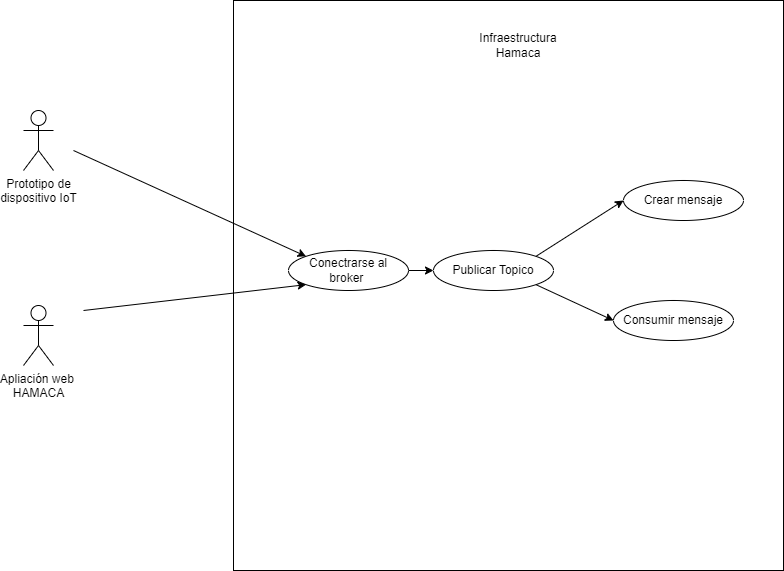 Infraestructura
Hamaca
Prototipo de
dispositivo IoT
Crear mensaje
Conectrarse al
broker
Publicar Topico
Consumir mensaje
Apliación web
HAMACA